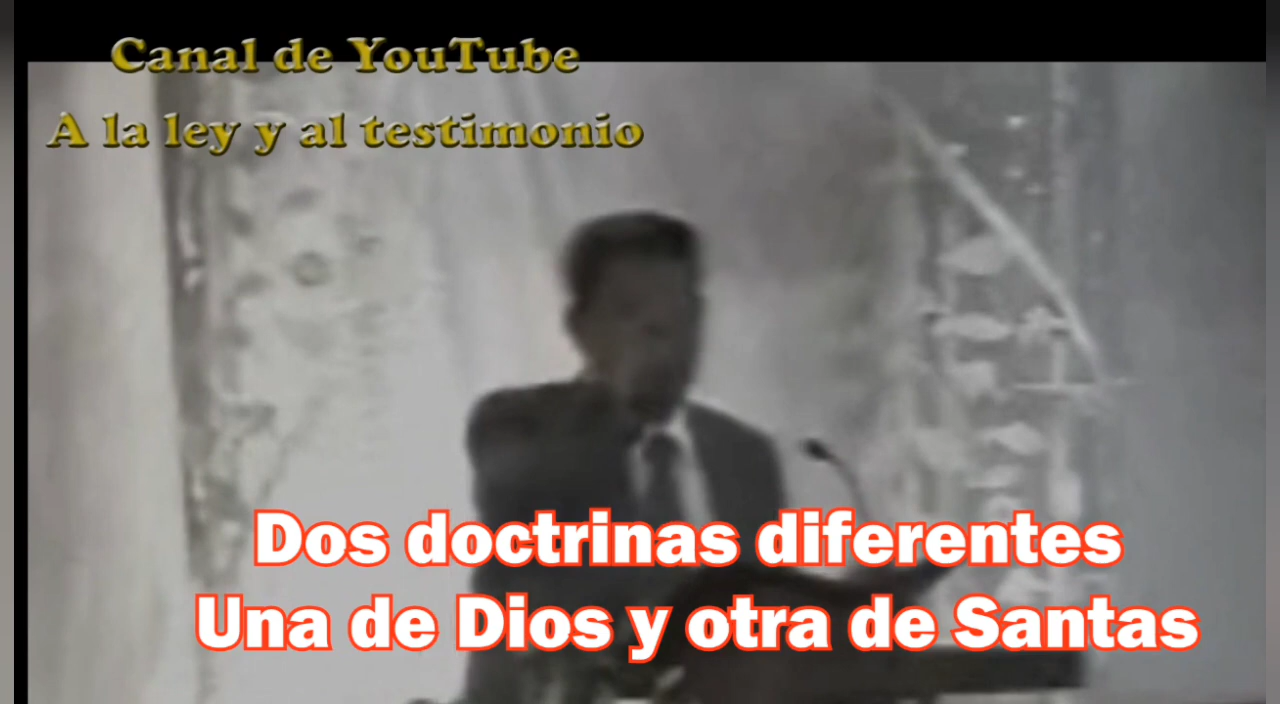 Canal de YouTube
A la ley y al testimonio
Dos doctrinas diferentes
Una de Dios y otra de Santas